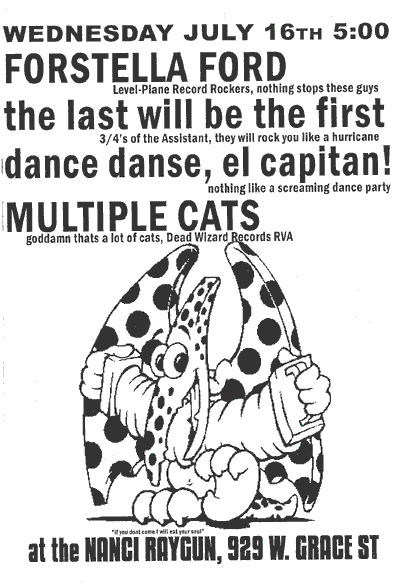 WEDNESDAY JULY 16TH 5:00
FORSTELLA FORD
Level-Plane Record Rockers, nothing stops these guys
the last will be the first
3/4's of the Assistant, they will rock you like a hurricane
dance danse, el capitan!
nothing like a screaming dance party
MULTIPLE CATS
goddamn thats a lot of cats, Dead Wizard Records RVA
"if you dont come I will eat your soul"
at the NANCI RAYGUN, 929 W. GRACE ST